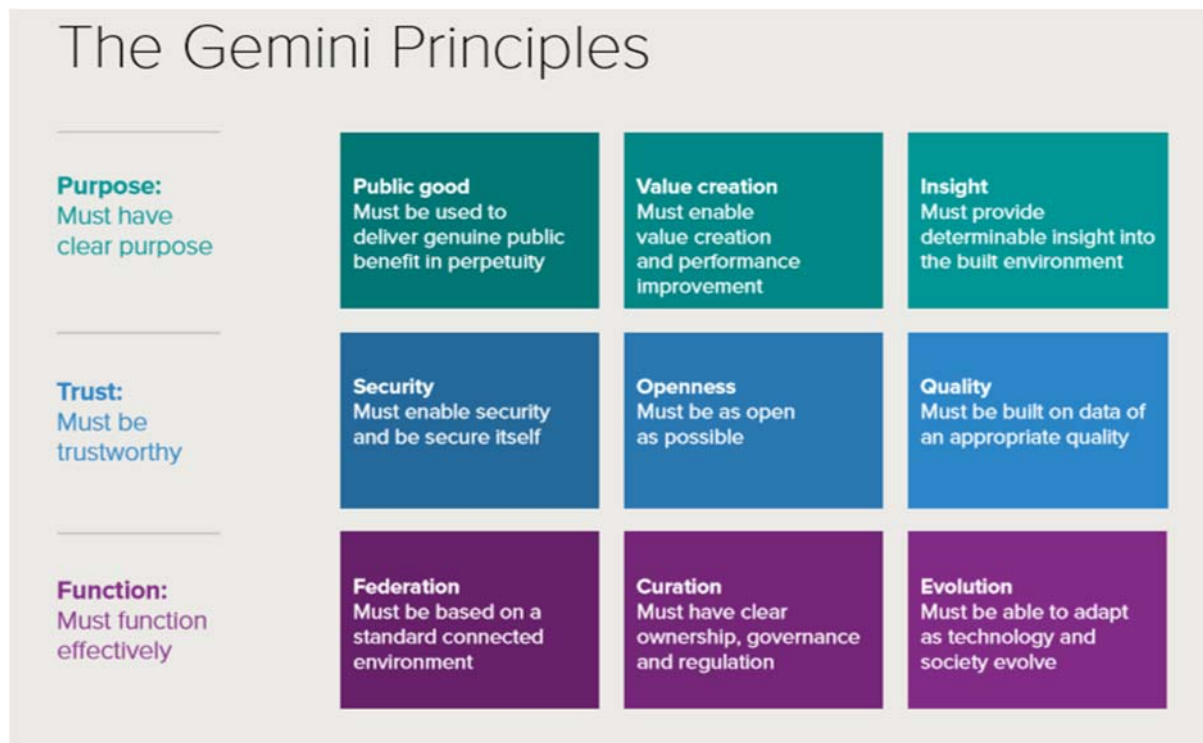 The Gemini Principles
Purpose:
Must have
clear purpose
Public good
Must be used to
deliver genuine public
benefit in perpetuity
Value creation
Must enable
value creation
and performance
improvement
Insight
Must provide
determinable insight into
the built environment
Trust:
Must be
trustworthy
Security
Must enable security
and be secure itself
Openness
Must be as open
as possible
Quality
Must be built on data of
an appropriate quality
Function:
Must function
effectively
Federation
Must be based on a
standard connected
environment
Curation
Must have clear
ownership, governance
and regulation
Evolution
Must be able to adapt
as technology and
society evolve